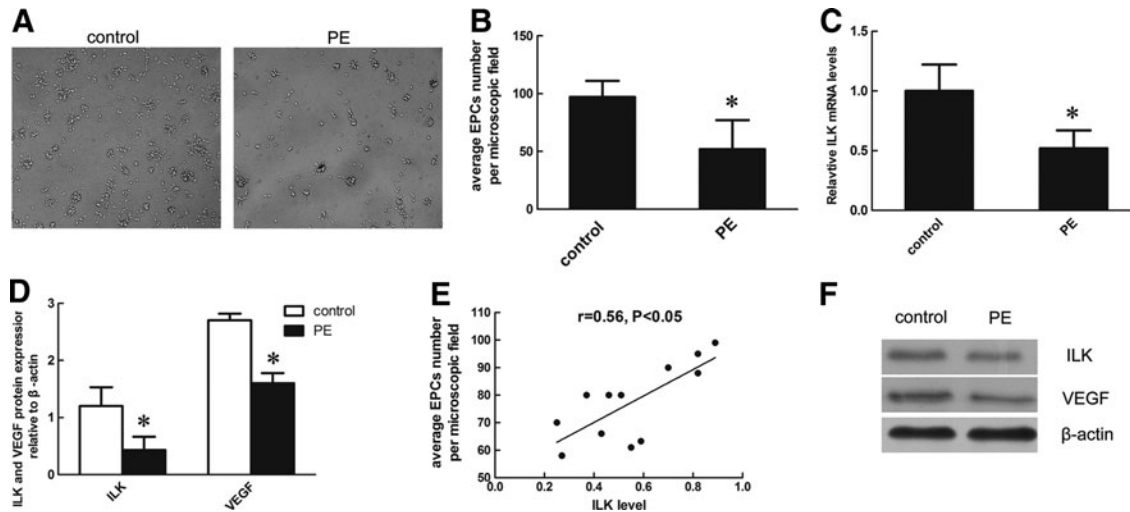 A
control
PE
B
average EPCs number
per microscopic field
150
100
50
0
*
control
PE
C
Relavtive ILK mRNA levels
1.5
1.0
0.5
0.0
*
control
PE
D
ILK and VEGF protein expression
relative to β -actin
3
2
1
0
control
PE
*
*
ILK
VEGF
E
r=0.56, P<0.05
average EPCs number
per microscopic field
110
100
90
80
70
60
50
0.0
0.2
0.4
0.6
0.8
1.0
ILK level
F
control
PE
ILK
VEGF
β-actin